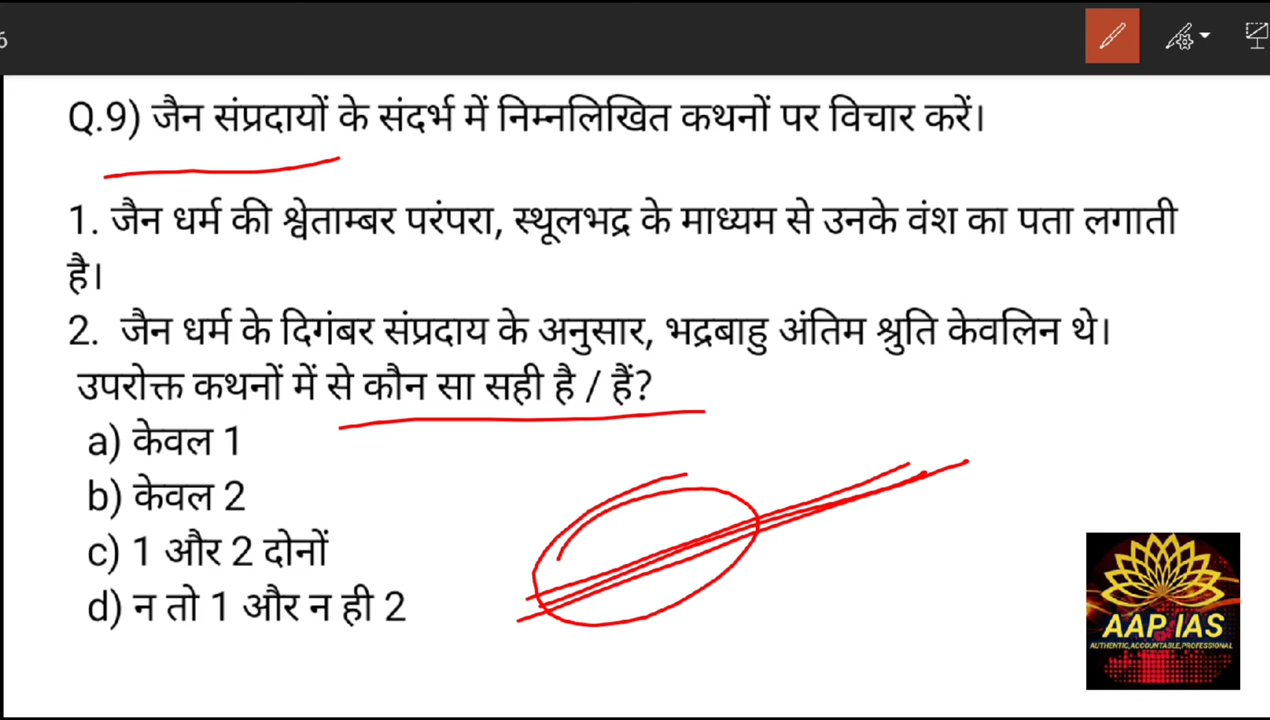 6
Q.9) जैन संप्रदायों के संदर्भ में निम्नलिखित कथनों पर विचार करें।
1. जैन धर्म की श्वेताम्बर परंपरा, स्थूलभद्र के माध्यम से उनके वंश का पता लगाती
है।
2. जैन धर्म के दिगंबर संप्रदाय के अनुसार, भद्रबाहु अंतिम श्रुति केवलिन थे।
उपरोक्त कथनों में से कौन सा सही है / हैं?
a) केवल 1
b) केवल 2
c) 1 और 2 दोनों
d) न तो 1 और न ही 2
AAP IAS
AUTHENTIC,ACCOUNTABLE,PROFESSIONAL